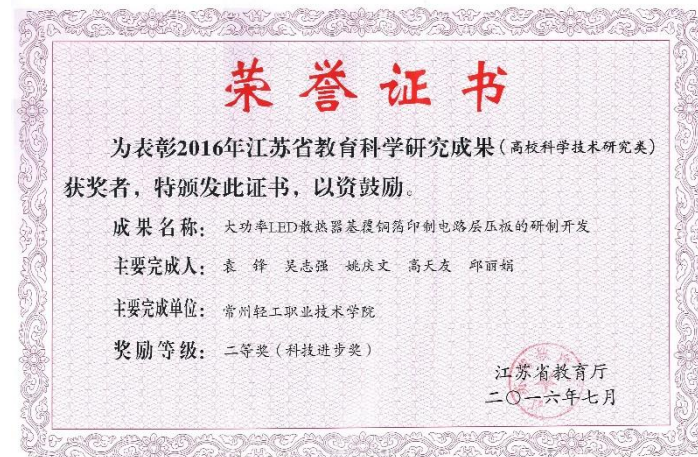 荣誉证书
为表彰2016年江苏省教育科学研究成果（高校科学技术研究类）
获奖者，特颁发此证书，以资鼓励。
成果名称：大功率LED散热器基覆铜箔印制电路层压板的研制开发
主要完成人：袁 锋 吴志强 姚庆文 高天友 邱丽娟
主要完成单位：常州轻工职业技术学院
奖励等级：二等奖（科技进步奖）
江苏省教育厅
二〇一六年七月